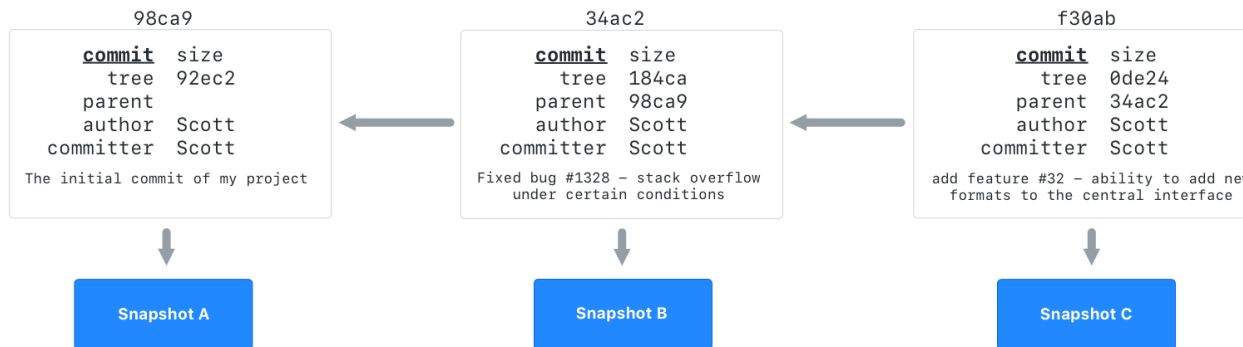 98ca9
commit size
tree 92ec2
parent
author Scott
committer Scott
The initial commit of my project
Snapshot A
34ac2
commit size
tree 184ca
parent 98ca9
author Scott
committer Scott
Fixed bug #1328 – stack overflow
under certain conditions
Snapshot B
f30ab
commit size
tree 0de24
parent 34ac2
author Scott
committer Scott
add feature #32 – ability to add new
formats to the central interface
Snapshot C